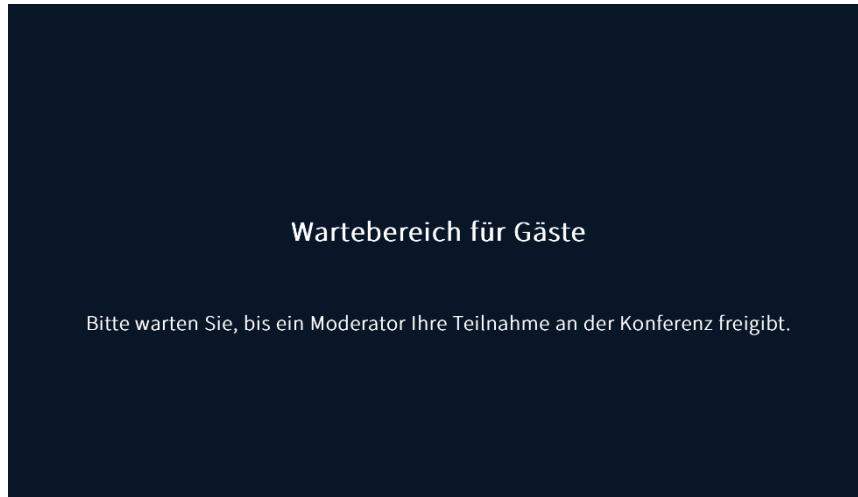 Wartebereich für Gäste
Bitte warten Sie, bis ein Moderator Ihre Teilnahme an der Konferenz freigibt.